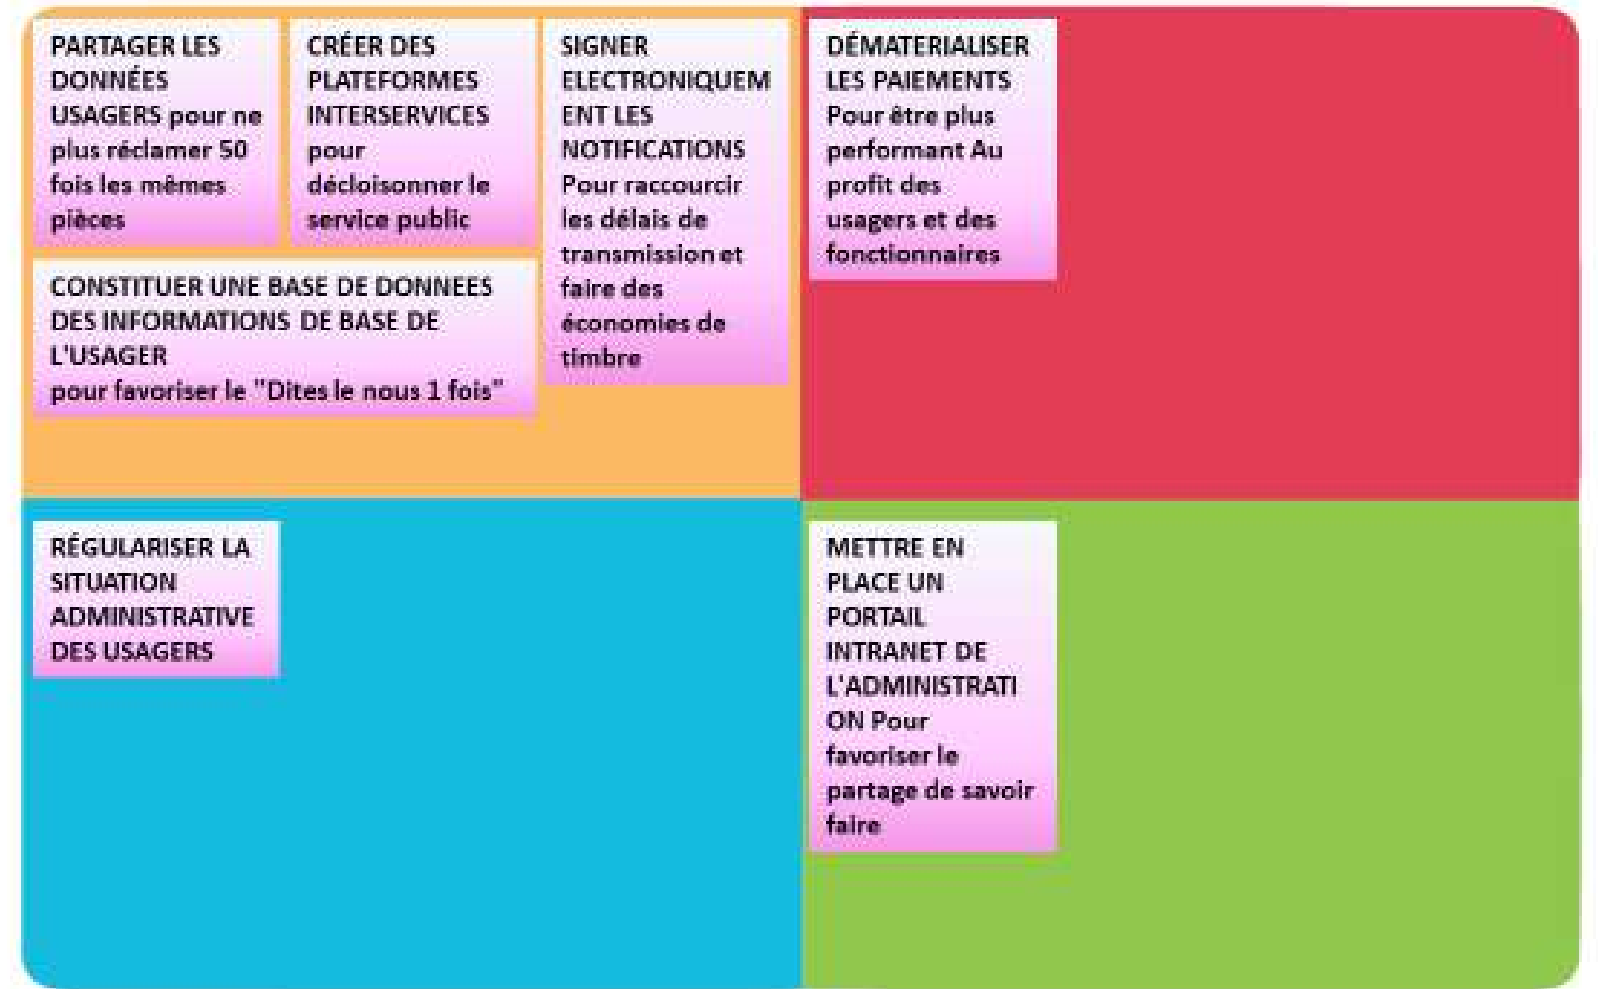 PARTAGER LES
DONNÉES
USAGERS pour ne
plus réclamer 50
fois les mêmes
pièces
CRÉER DES
PLATEFORMES
INTERSERVICES
pour
décloisonner le
service public
SIGNER
ELECTRONIQUEM
ENT LES
NOTIFICATIONS
Pour raccourcir
les délais de
transmission et
faire des
économies de
timbre
CONSTITUER UNE BASE DE DONNEES
DES INFORMATIONS DE BASE DE
L'USAGER
pour favoriser le "Dites le nous 1 fois"
DÉMATERIALISER
LES PAIEMENTS
Pour être plus
performant Au
profit des
usagers et des
fonctionnaires
RÉGULARISER LA
SITUATION
ADMINISTRATIVE
DES USAGERS
METTRE EN
PLACE UN
PORTAIL
INTRANET DE
L'ADMINISTRATI
ON Pour
favoriser le
partage de savoir
faire